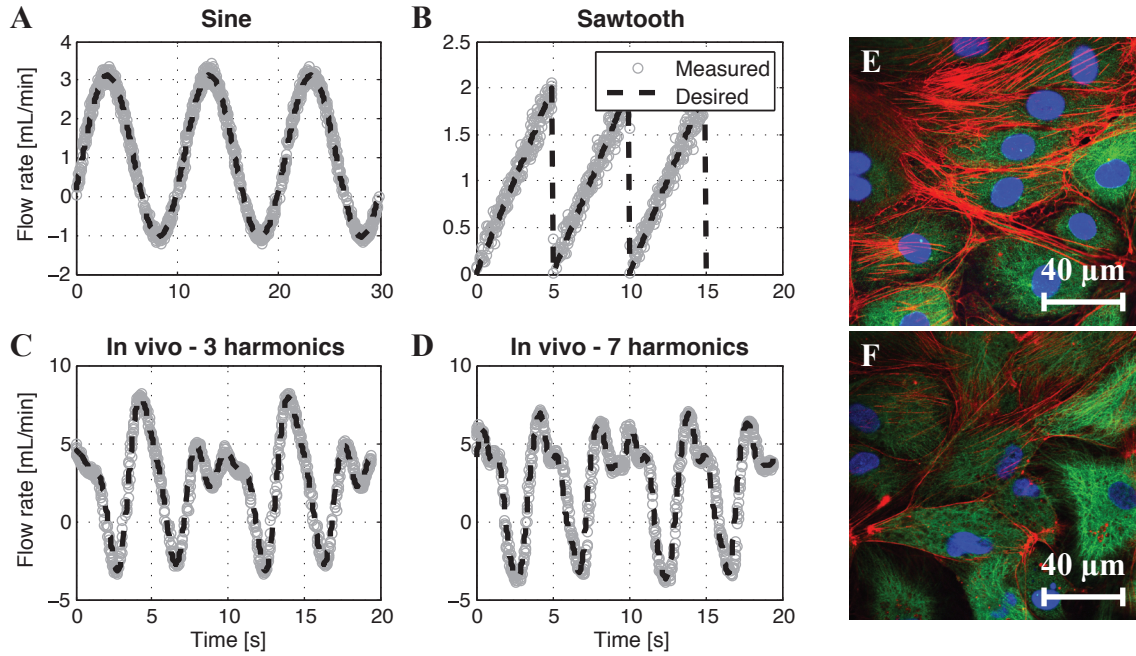 A
Sine
Flow rate [mL/min]
4
3
2
1
0
−1
−2
0
10
20
30
B
Sawtooth
2.5
2
1.5
1
0.5
0
0
5
10
15
20
Measured
Desired
C
In vivo - 3 harmonics
Flow rate [mL/min]
10
5
0
−5
0
5
10
15
20
Time [s]
D
In vivo - 7 harmonics
10
5
0
−5
0
5
10
15
20
Time [s]
E
40 µm
F
40 µm